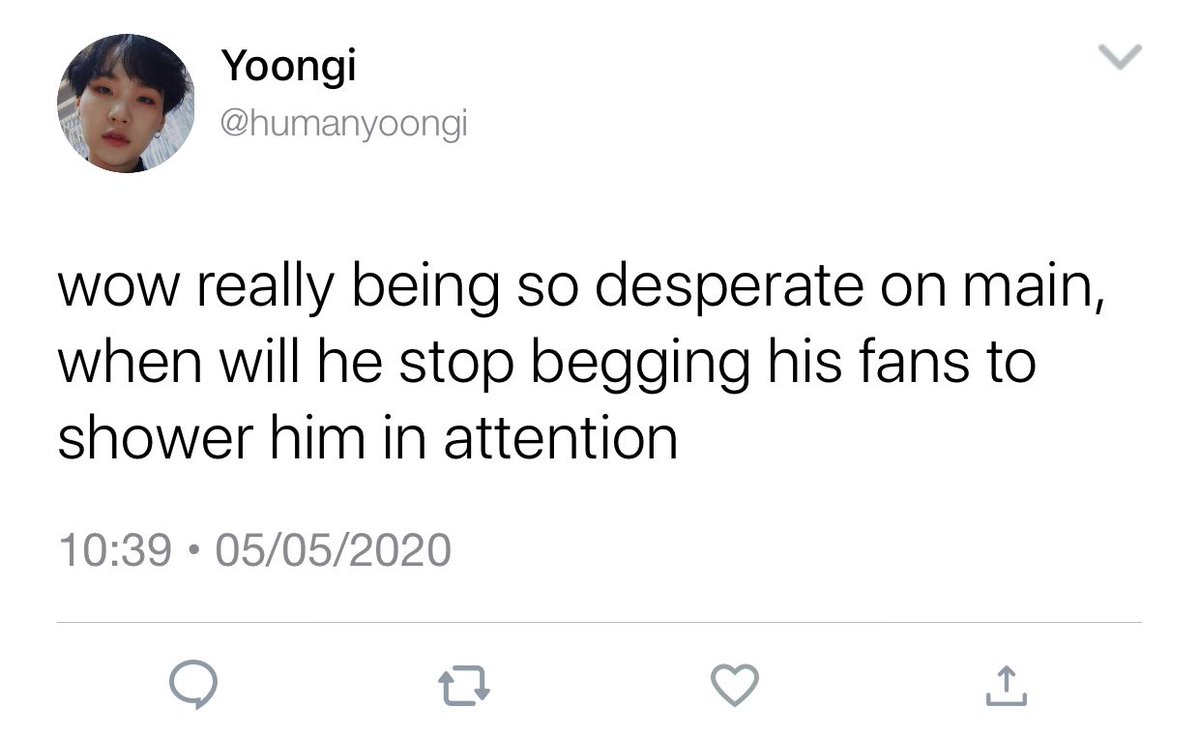 Yoongi
@humanyoongi
wow really being so desperate on main,
when will he stop begging his fans to
shower him in attention
10:39 • 05/05/2020